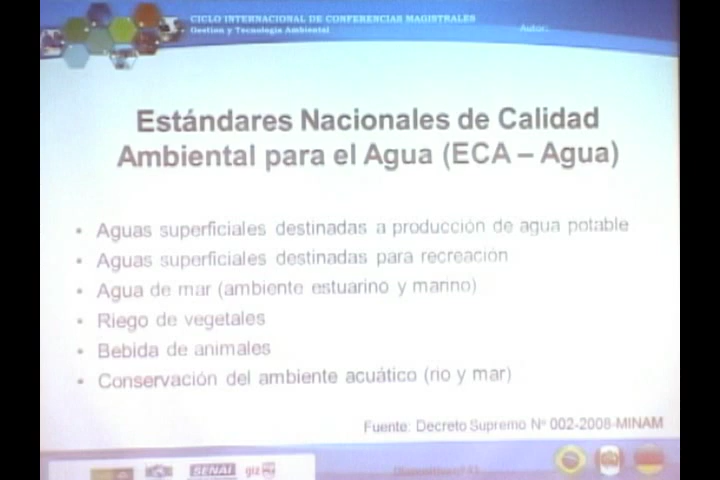 CICLO INTERNACIONAL DE CONFERENCIAS MAGISTRALES
Gestion y Tecnología Ambiental
Autor:
Estándares Nacionales de Calidad
Ambiental para el Agua (ECA – Agua)
• Aguas superficiales destinadas a producción de agua potable
• Aguas superficiales destinadas para recreación
• Agua de mar (ambiente estuarino y marino)
• Riego de vegetales
• Bebida de animales
• Conservación del ambiente acuático (rio y mar)
Fuente: Decreto Supremo Nº 002-2008-MINAM
SENAI giz